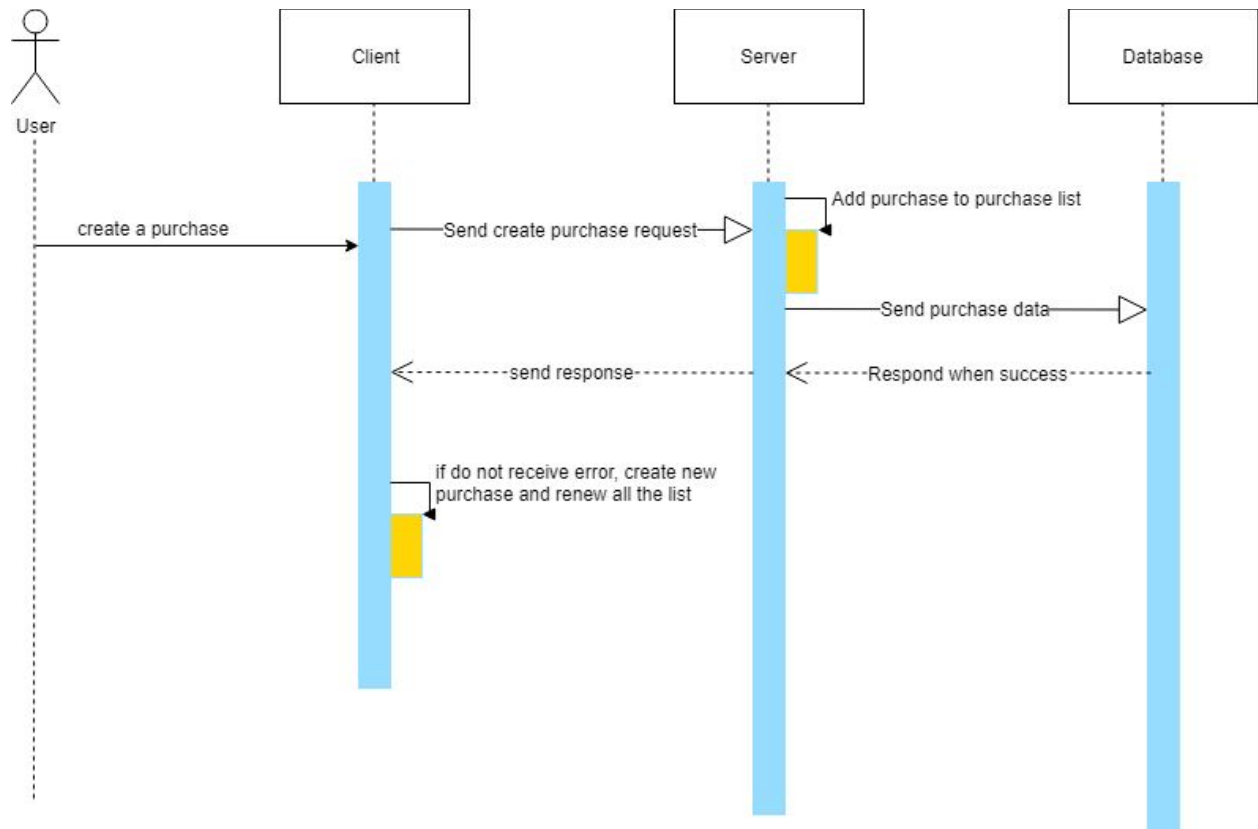 Client
Server
Database
User
Add purchase to purchase list
create a purchase
Send create purchase request
Send purchase data
send response
Respond when success
if do not receive error, create new
purchase and renew all the list